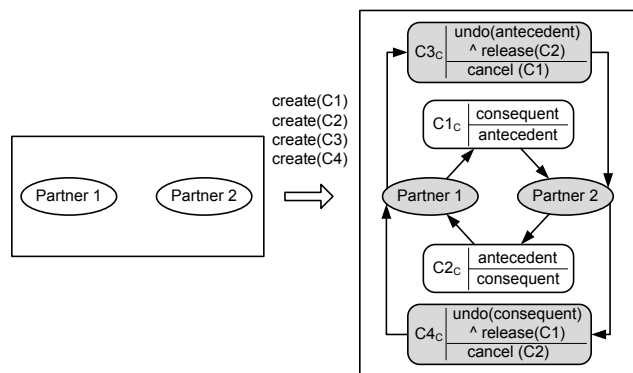 Partner 1
Partner 2
create(C1)
create(C2)
create(C3)
create(C4)
C3C
undo(antecedent)
^ release(C2)
cancel (C1)
C1C
consequent
antecedent
Partner 1
Partner 2
C2C
antecedent
consequent
C4C
undo(consequent)
^ release(C1)
cancel (C2)